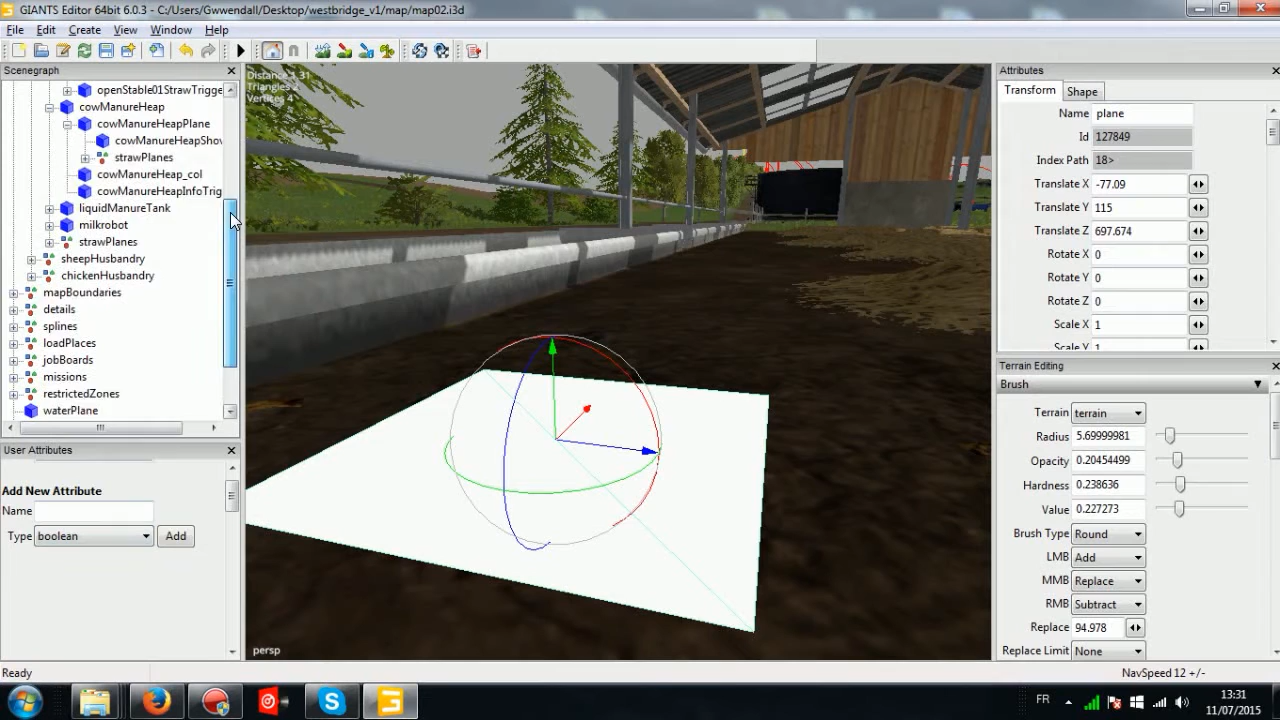 GIANTS Editor 64bit 6.0.3 - C:/Users/Gwwendall/Desktop/westbridge_v1/map/map02.i3d
File Edit Create View Window Help
Scenegraph
openStable01StrawTrigge
cowManureHeap
cowManureHeapPlane
cowManureHeapShov
strawPlanes
cowManureHeap_col
cowManureHeapInfoTrig
liquidManureTank
milkrobot
strawPlanes
sheepHusbandry
chickenHusbandry
mapBoundaries
details
splines
loadPlaces
jobBoards
missions
restrictedZones
waterPlane
User Attributes
Add New Attribute
Name
Type boolean Add
Triangles 2
Vertices 4
persp
Attributes
Transform Shape
Name plane
Id 127849
Index Path 18>
Translate X -77.09
Translate Y 115
Translate Z 697.674
Rotate X 0
Rotate Y 0
Rotate Z 0
Scale X 1
Scale Y 1
Terrain Editing
Brush
Terrain terrain
Radius 5.69999981
Opacity 0.20454499
Hardness 0.238636
Value 0.227273
Brush Type Round
LMB Add
MMB Replace
RMB Subtract
Replace 94.978
Replace Limit None
Ready
NavSpeed 12 +/-
FR
13:31
11/07/2015